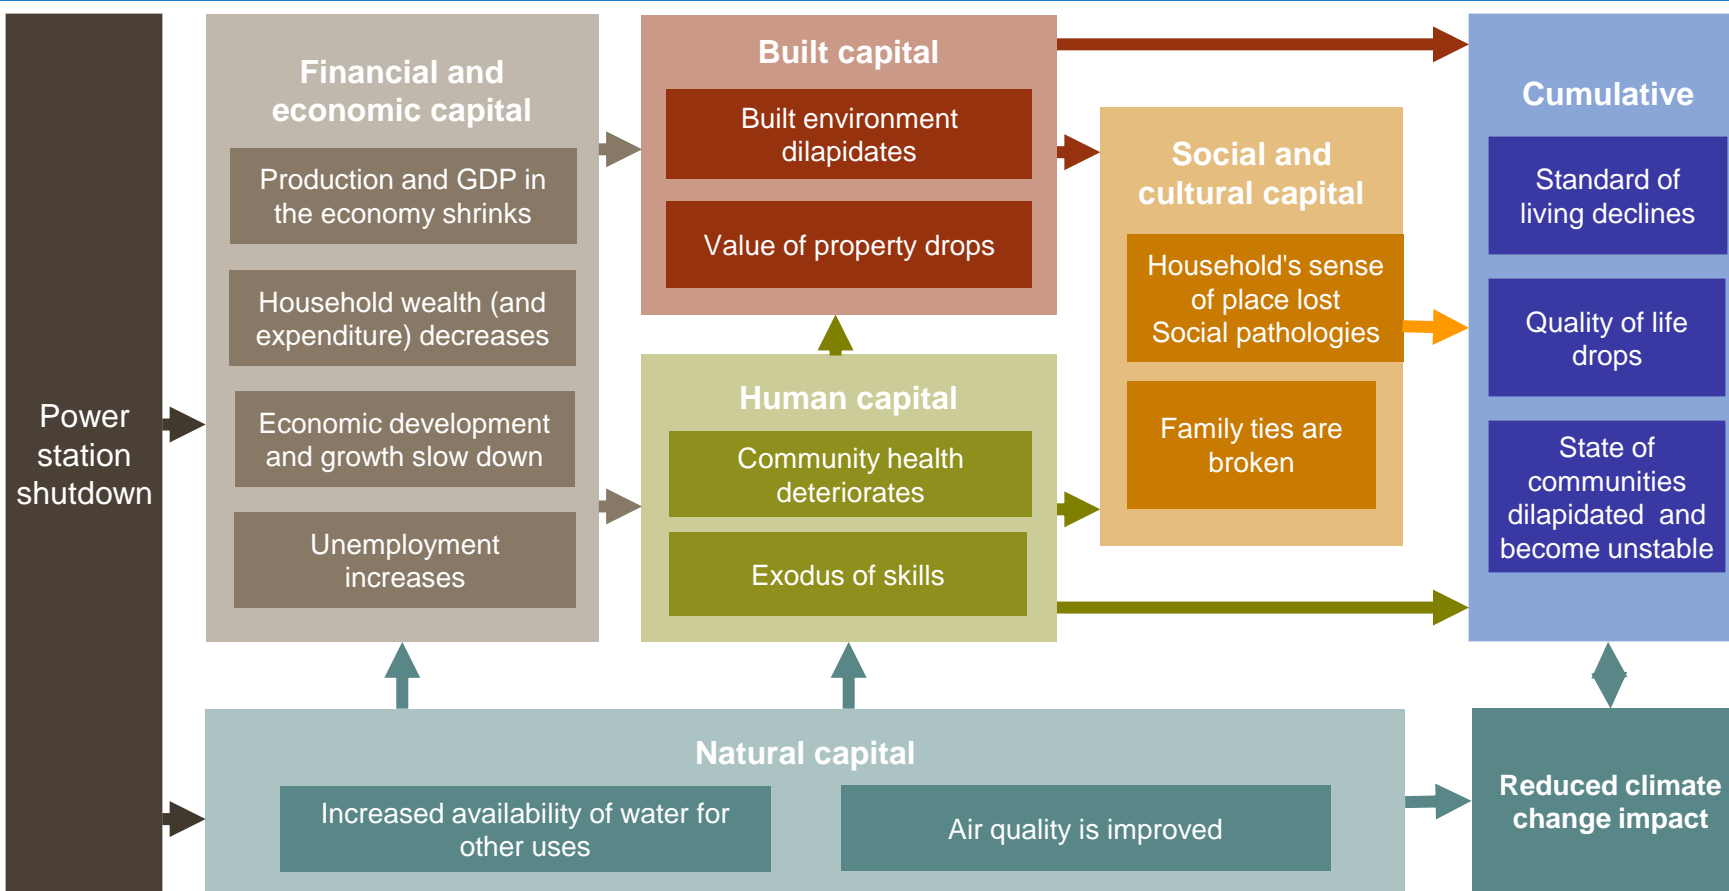 Power
station
shutdown
Financial and
economic capital
Production and GDP in
the economy shrinks
Household wealth (and
expenditure) decreases
Economic development
and growth slow down
Unemployment
increases
Built capital
Built environment
dilapidates
Value of property drops
Human capital
Community health
deteriorates
Exodus of skills
Social and
cultural capital
Household's sense
of place lost
Social pathologies
Family ties are
broken
Cumulative
Standard of
living declines
Quality of life
drops
State of
communities
dilapidated and
become unstable
Natural capital
Increased availability of water for
other uses
Air quality is improved
Reduced climate
change impact